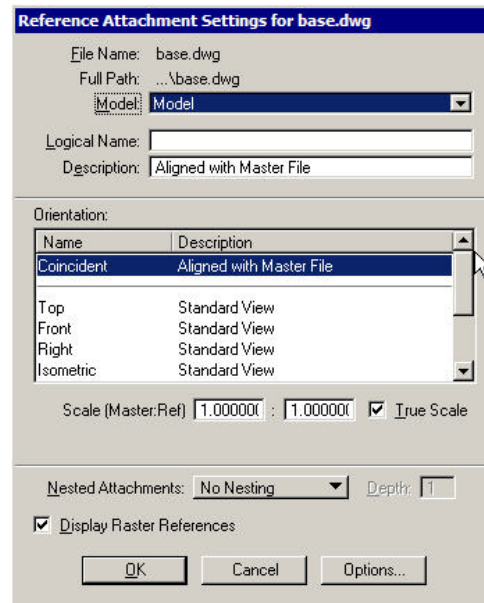 Reference Attachment Settings for base.dwg
File Name: base.dwg
Full Path: ...\base.dwg
Model: Model
Logical Name:
Description: Aligned with Master File
Orientation:
Name Description
Coincident Aligned with Master File
Top Standard View
Front Standard View
Right Standard View
Isometric Standard View
Scale (Master:Ref) 1.00000( : 1.00000( True Scale
Nested Attachments: No Nesting Depth: 1
Display Raster References
OK Cancel Options...